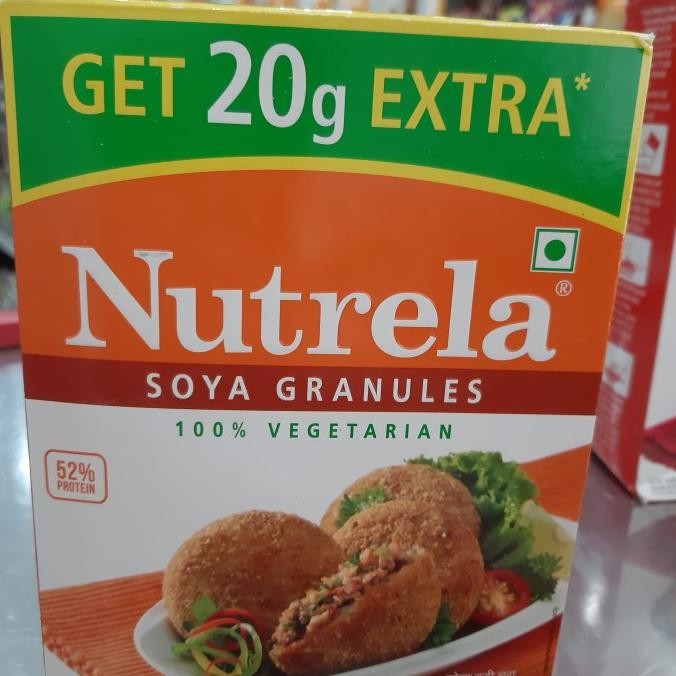 GET 20g EXTRA*
Nutrela®
SOYA GRANULES
100% VEGETARIAN
52%
PROTEIN